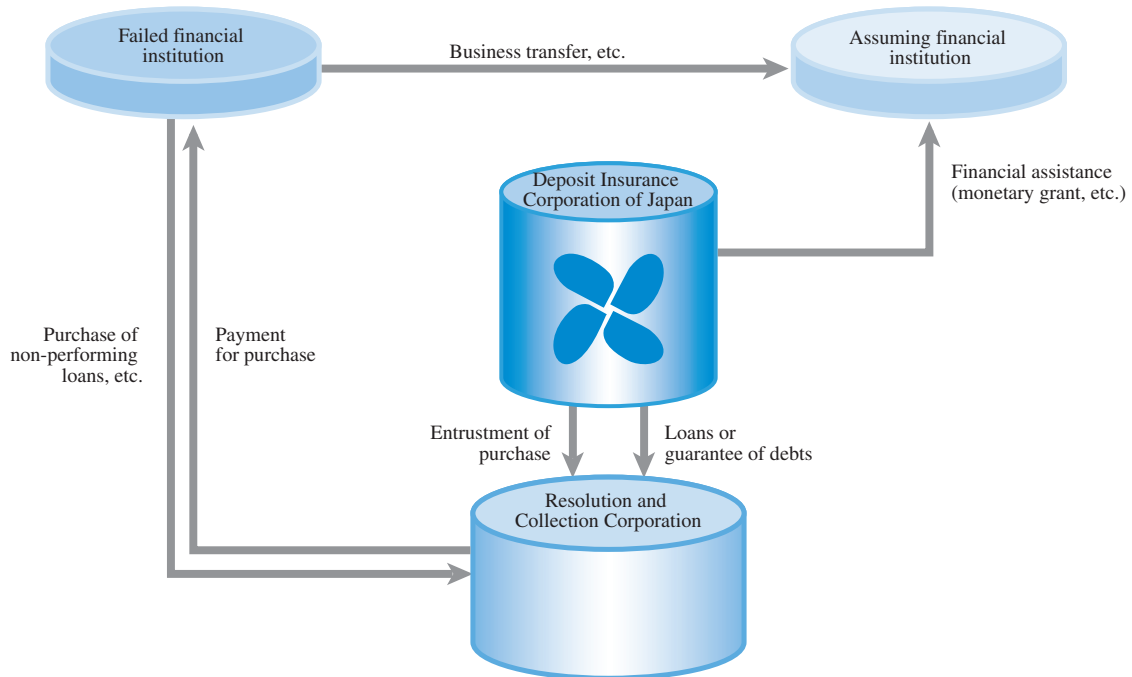 Failed financial
institution
Business transfer, etc.
Assuming financial
institution
Deposit Insurance
Corporation of Japan
Financial assistance
(monetary grant, etc.)
Purchase of
non-performing
loans, etc.
Payment
for purchase
Entrustment of
purchase
Loans or
guarantee of debts
Resolution and
Collection Corporation